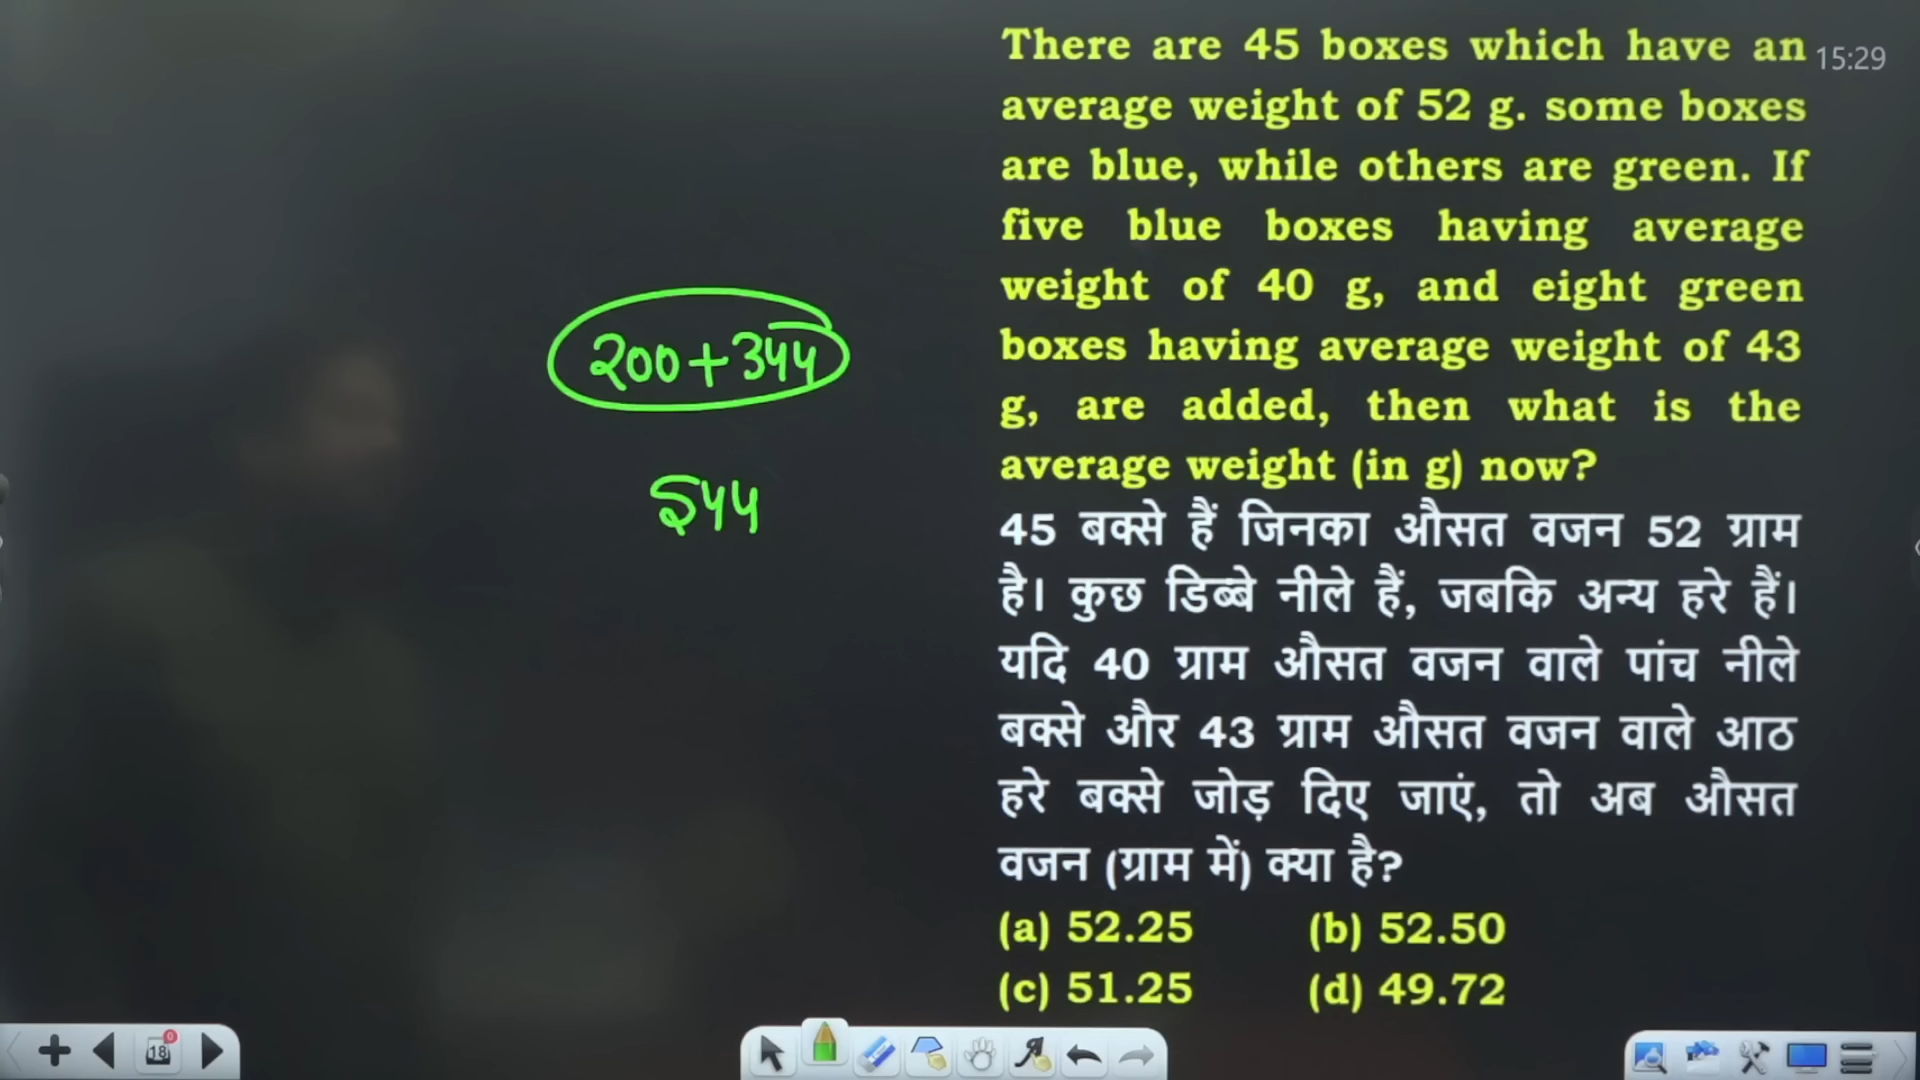 There are 45 boxes which have an
average weight of 52 g. some boxes
are blue, while others are green. If
five blue boxes having average
weight of 40 g, and eight green
boxes having average weight of 43
g, are added, then what is the
average weight (in g) now?
45 बक्से हैं जिनका औसत वजन 52 ग्राम
है। कुछ डिब्बे नीले हैं, जबकि अन्य हरे हैं।
यदि 40 ग्राम औसत वजन वाले पांच नीले
बक्से और 43 ग्राम औसत वजन वाले आठ
हरे बक्से जोड़ दिए जाएं, तो अब औसत
वजन (ग्राम में) क्या है?
(a) 52.25 (b) 52.50
(c) 51.25 (d) 49.72
15:29
200+344
544
18
0